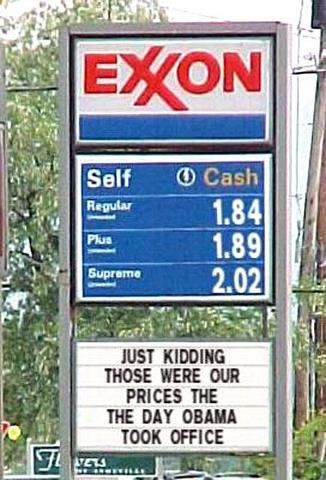 EXXON
Self Cash
Regular 1.84
Unleaded
Plus 1.89
Unleaded
Supreme 2.02
Unleaded
JUST KIDDING
THOSE WERE OUR
PRICES THE
THE DAY OBAMA
TOOK OFFICE
Flowers